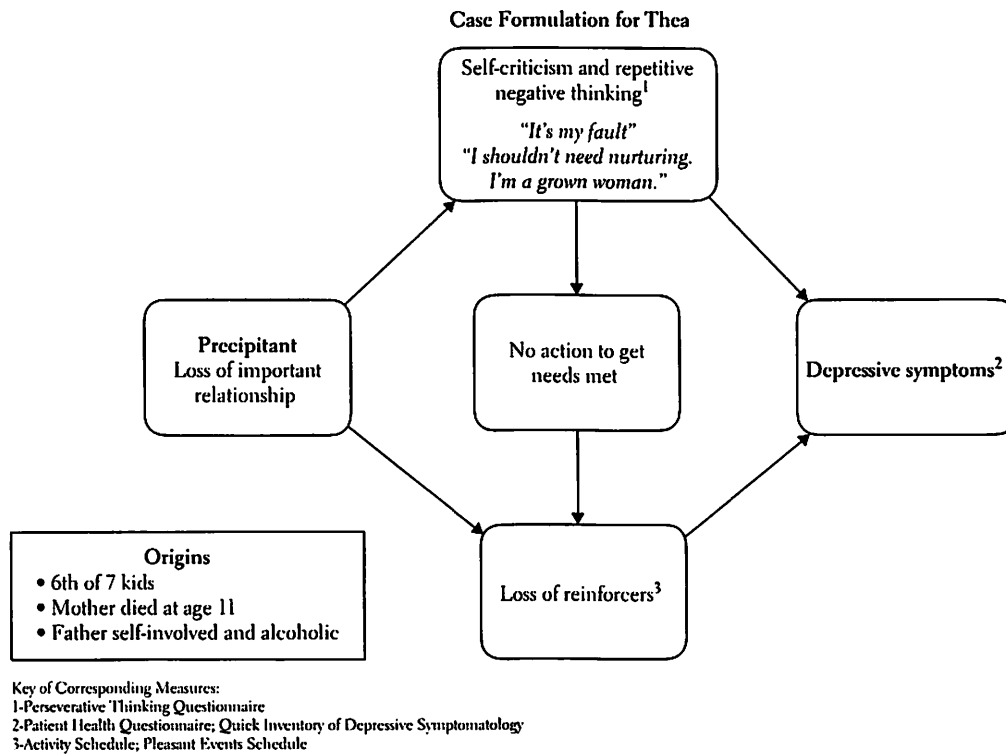 Case Formulation for Thea
Self-criticism and repetitive
negative thinking¹
"It's my fault"
"I shouldn't need nurturing.
I'm a grown woman."
Precipitant
Loss of important
relationship
No action to get
needs met
Depressive symptoms²
Loss of reinforcers³
Origins
• 6th of 7 kids
• Mother died at age 11
• Father self-involved and alcoholic
Key of Corresponding Measures:
1-Perseverative Thinking Questionnaire
2-Patient Health Questionnaire; Quick Inventory of Depressive Symptomatology
3-Activity Schedule; Pleasant Events Schedule